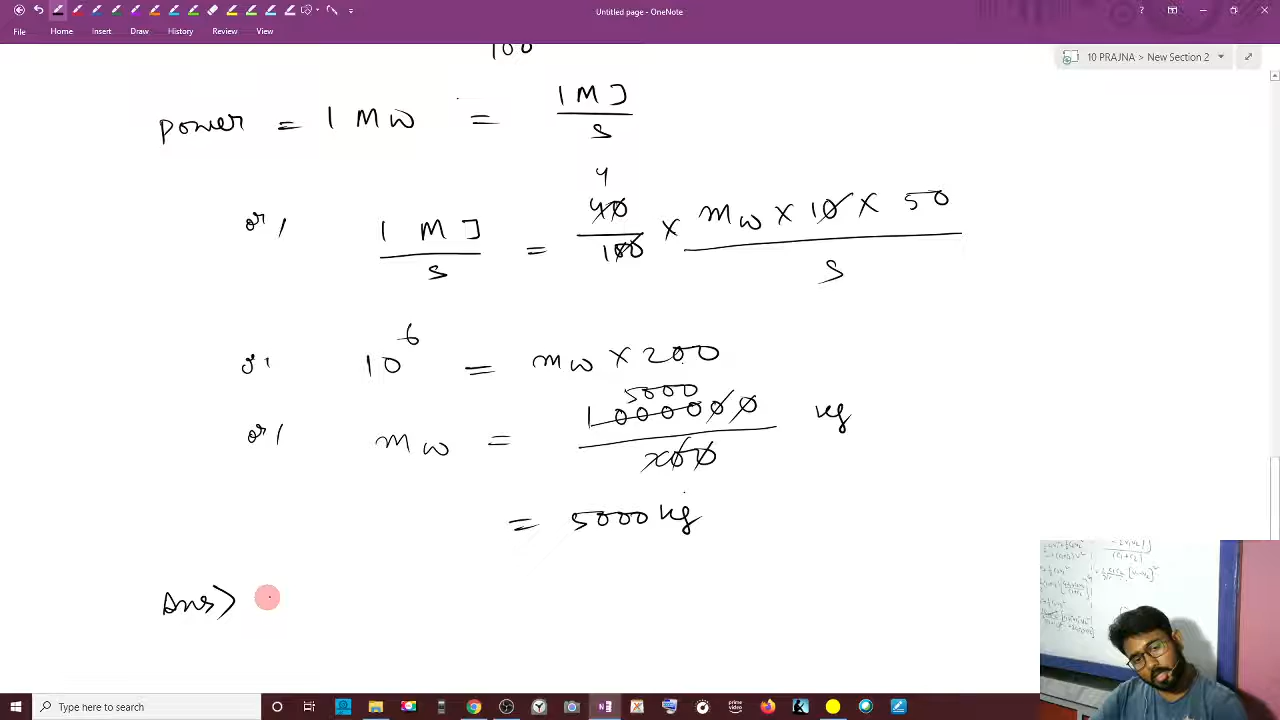 Untitled page - OneNote
File Home Insert Draw History Review View
10 PRAJNA > New Section 2
100
power = 1 MW = 1 MJ / s
or, 1 MJ / s = 4 40 / 100 x mw x 10 x 50 / s
or, 10^6 = mw x 200
or, mw = 5000 1000000 / 200 kg
= 5000 kg
Ans>
Type here to search
prime video